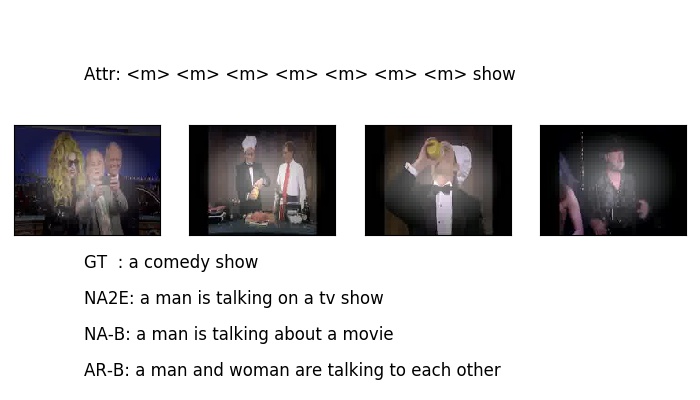 Attr: <m> <m> <m> <m> <m> <m> <m> show
GT : a comedy show
NA2E: a man is talking on a tv show
NA-B: a man is talking about a movie
AR-B: a man and woman are talking to each other